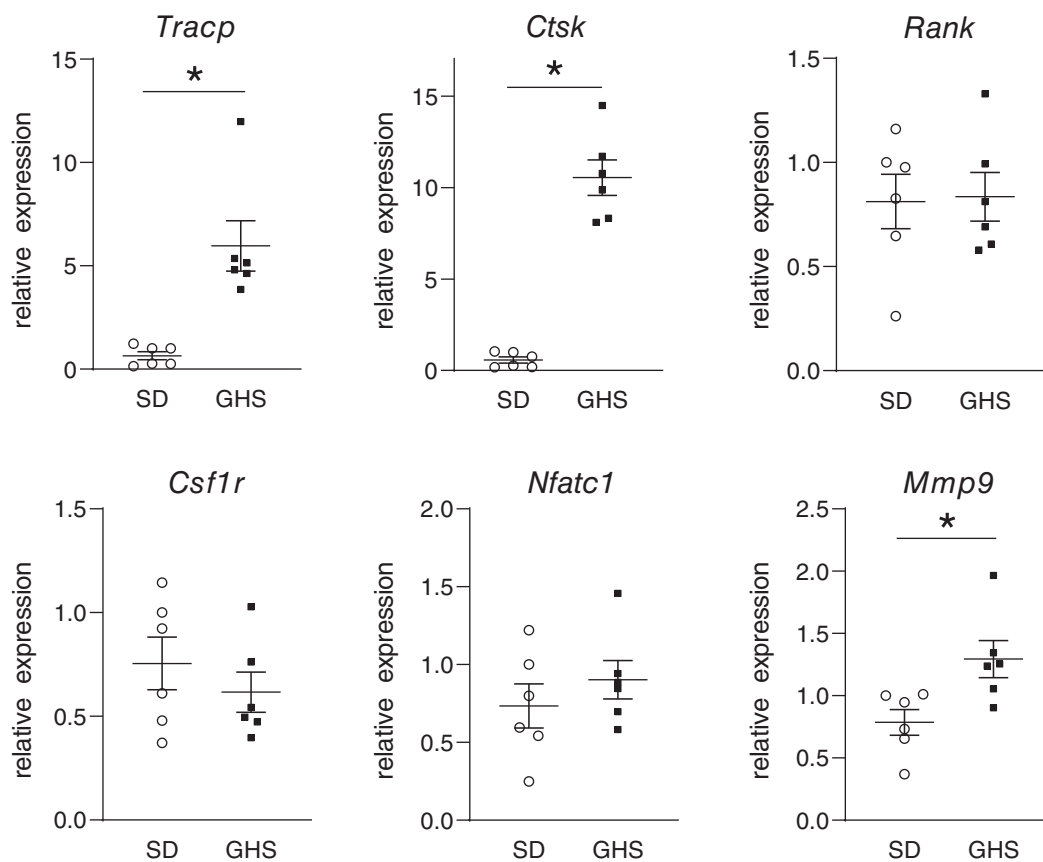 Tracp
Ctsk
Rank
15
10
5
0
relative expression
*
SD GHS
15
10
5
0
relative expression
*
SD GHS
1.5
1.0
0.5
0.0
relative expression
SD GHS
Csf1r
Nfatc1
Mmp9
1.5
1.0
0.5
0.0
relative expression
SD GHS
2.0
1.5
1.0
0.5
0.0
relative expression
SD GHS
2.5
2.0
1.5
1.0
0.5
0.0
relative expression
*
SD GHS